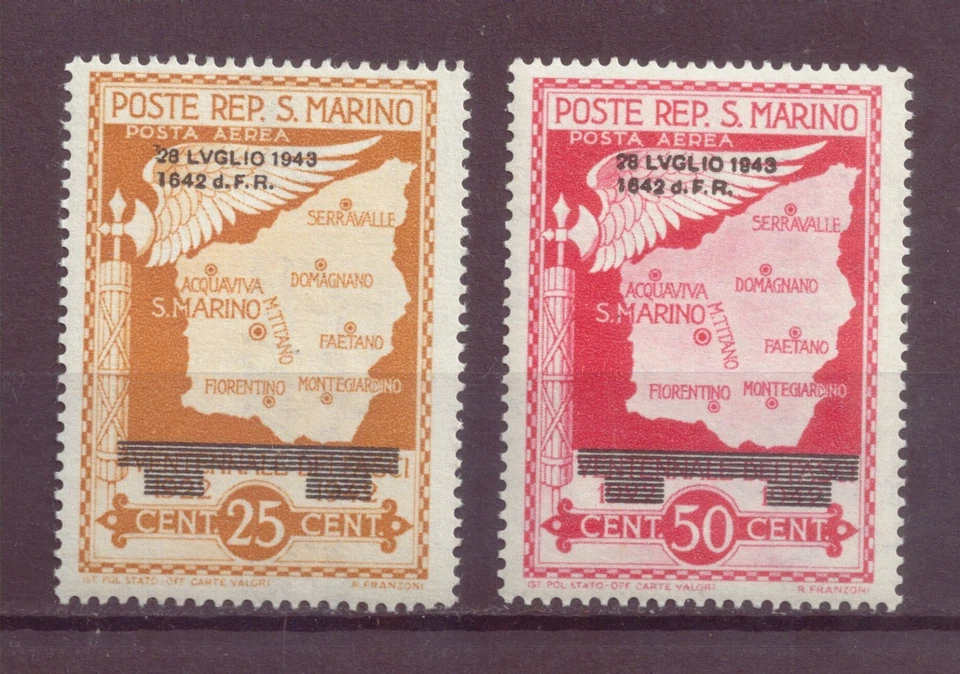 POSTE REP. S. MARINO
POSTA AEREA
28 LVGLIO 1943
1642 d.F.R.
SERRAVALLE
ACQUAVIVA
DOMAGNANO
S. MARINO
M. TITANO
FAETANO
FIORENTINO
MONTEGIARDINO
CENT. 25 CENT.
IST. POL. STATO - OFF. CARTE VALORI
R. FRANZONI
POSTE REP. S. MARINO
POSTA AEREA
28 LVGLIO 1943
1642 d.F.R.
SERRAVALLE
ACQUAVIVA
DOMAGNANO
S. MARINO
M. TITANO
FAETANO
FIORENTINO
MONTEGIARDINO
CENT. 50 CENT.
IST. POL. STATO - OFF. CARTE VALORI
R. FRANZONI